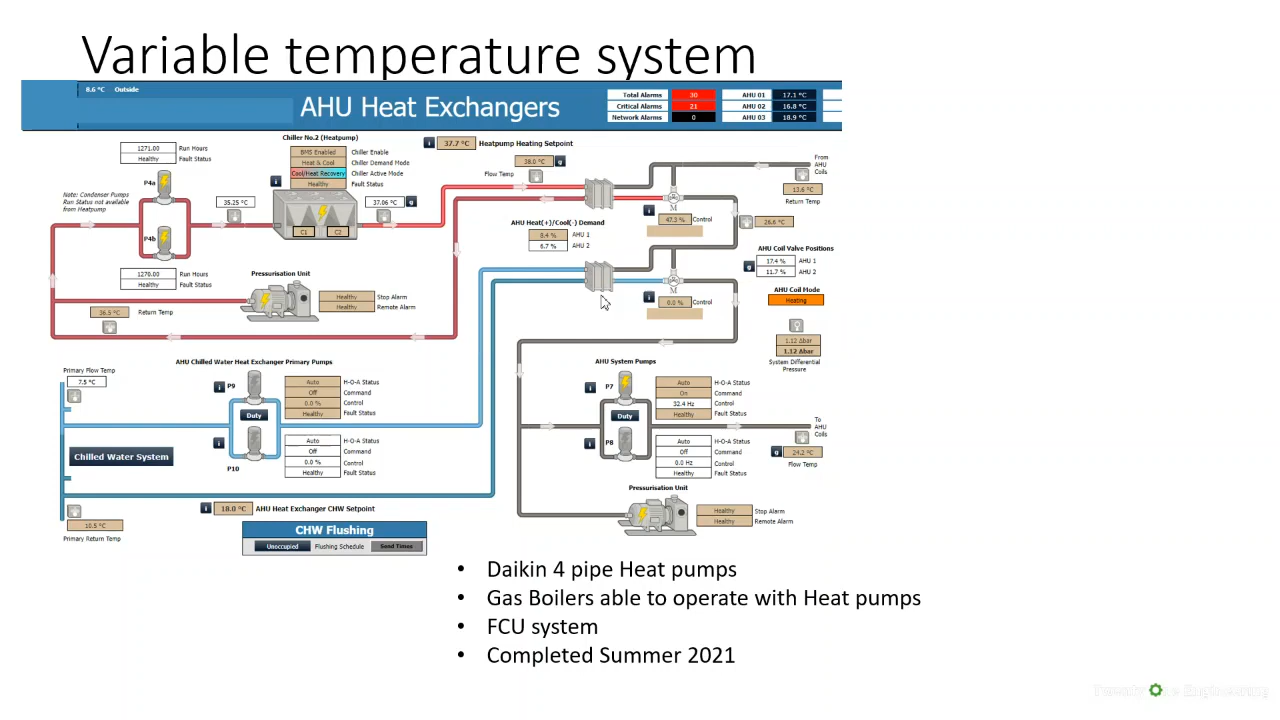 Variable temperature system
8.6 °C Outside
AHU Heat Exchangers
Total Alarms 30
Critical Alarms 21
Network Alarms 0
AHU 01 17.1 °C
AHU 02 16.8 °C
AHU 03 18.9 °C
Chiller No.2 (Heatpump)
BMS Enabled Chiller Enable
Heat & Cool Chiller Demand Mode
Cool/Heat Recovery Chiller Active Mode
Healthy Fault Status
i 37.7 °C Heatpump Heating Setpoint
38.0 °C g
Flow Temp
1271.00 Run Hours
Healthy Fault Status
Note: Condenser Pumps
Run Status not available
from Heatpump
P4a
P4b
35.25 °C
i
C1 C2
37.06 °C g
1270.00 Run Hours
Healthy Fault Status
From
AHU
Coils
13.6 °C
Return Temp
i 47.3 % Control
M
26.6 °C
AHU Heat(+)/Cool(-) Demand
8.4 % AHU 1
6.7 % AHU 2
AHU Coil Valve Positions
g 17.4 % AHU 1
11.7 % AHU 2
AHU Coil Mode
Heating
M
i 0.0 % Control
Pressurisation Unit
Healthy Stop Alarm
Healthy Remote Alarm
36.5 °C Return Temp
1.12 Δbar
1.12 Δbar
System Differential
Pressure
AHU Chilled Water Heat Exchanger Primary Pumps
Primary Flow Temp
7.5 °C
i P9
Auto H-O-A Status
Off Command
0.0 % Control
Healthy Fault Status
Duty
i
P10
Auto H-O-A Status
Off Command
0.0 % Control
Healthy Fault Status
Chilled Water System
10.5 °C
Primary Return Temp
i 18.0 °C AHU Heat Exchanger CHW Setpoint
CHW Flushing
Unoccupied Flushing Schedule Send Times
AHU System Pumps
i P7
Auto H-O-A Status
On Command
32.4 Hz Control
Healthy Fault Status
Duty
i P8
Auto H-O-A Status
Off Command
0.0 Hz Control
Healthy Fault Status
To
AHU
Coils
g 24.2 °C
Flow Temp
Pressurisation Unit
Healthy Stop Alarm
Healthy Remote Alarm
• Daikin 4 pipe Heat pumps
• Gas Boilers able to operate with Heat pumps
• FCU system
• Completed Summer 2021
Twenty One Engineering